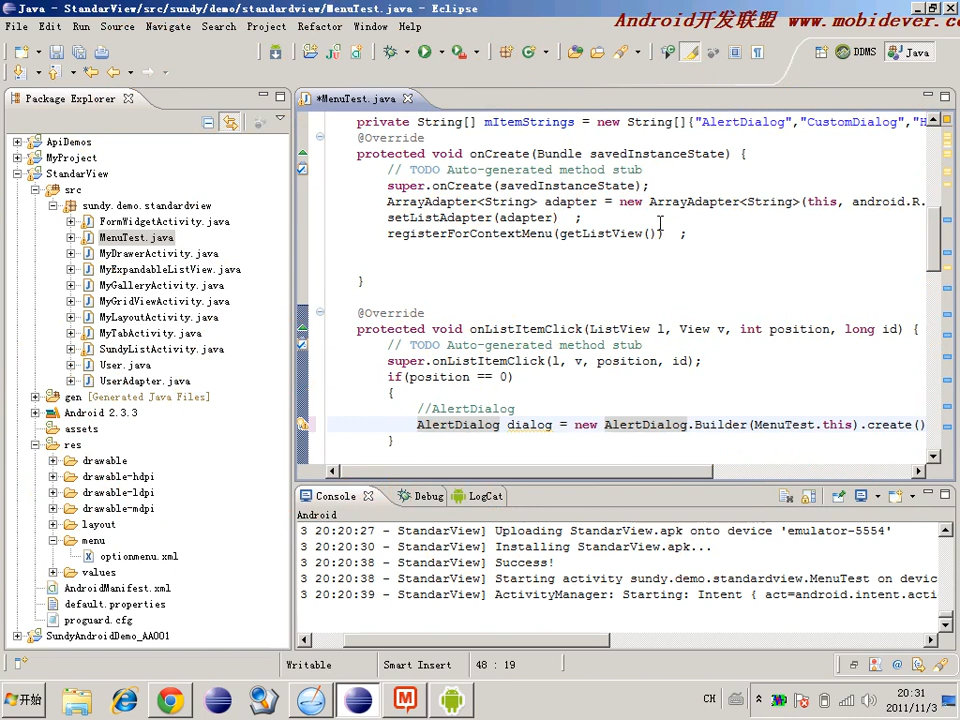 Java - StandarView/src/sundy/demo/standardview/MenuTest.java - Eclipse
Android开发联盟 www.mobidever.co
File Edit Run Source Navigate Search Project Refactor Window Help
DDMS Java
Package Explorer
*MenuTest.java
ApiDemos
MyProject
StandarView
src
sundy.demo.standardview
FormWidgetActivity.java
MenuTest.java
MyDrawerActivity.java
MyExpandableListView.java
MyGalleryActivity.java
MyGridViewActivity.java
MyLayoutActivity.java
MyTabActivity.java
SundyListActivity.java
User.java
UserAdapter.java
gen [Generated Java Files]
Android 2.3.3
assets
res
drawable
drawable-hdpi
drawable-ldpi
drawable-mdpi
layout
menu
optionmenu.xml
values
AndroidManifest.xml
default.properties
proguard.cfg
SundyAndroidDemo_AA001
private String[] mItemStrings = new String[]{"AlertDialog","CustomDialog","H
@Override
protected void onCreate(Bundle savedInstanceState) {
// TODO Auto-generated method stub
super.onCreate(savedInstanceState);
ArrayAdapter<String> adapter = new ArrayAdapter<String>(this, android.R.
setListAdapter(adapter) ;
registerForContextMenu(getListView()) ;
}
@Override
protected void onListItemClick(ListView l, View v, int position, long id) {
// TODO Auto-generated method stub
super.onListItemClick(l, v, position, id);
if(position == 0)
{
//AlertDialog
AlertDialog dialog = new AlertDialog.Builder(MenuTest.this).create()
}
Console Debug LogCat
Android
3 20:20:27 - StandarView] Uploading StandarView.apk onto device 'emulator-5554'
3 20:20:30 - StandarView] Installing StandarView.apk...
3 20:20:38 - StandarView] Success!
3 20:20:38 - StandarView] Starting activity sundy.demo.standardview.MenuTest on devic
3 20:20:39 - StandarView] ActivityManager: Starting: Intent { act=android.intent.acti
Writable Smart Insert 48 : 19
开始
CH
20:31
2011/11/3